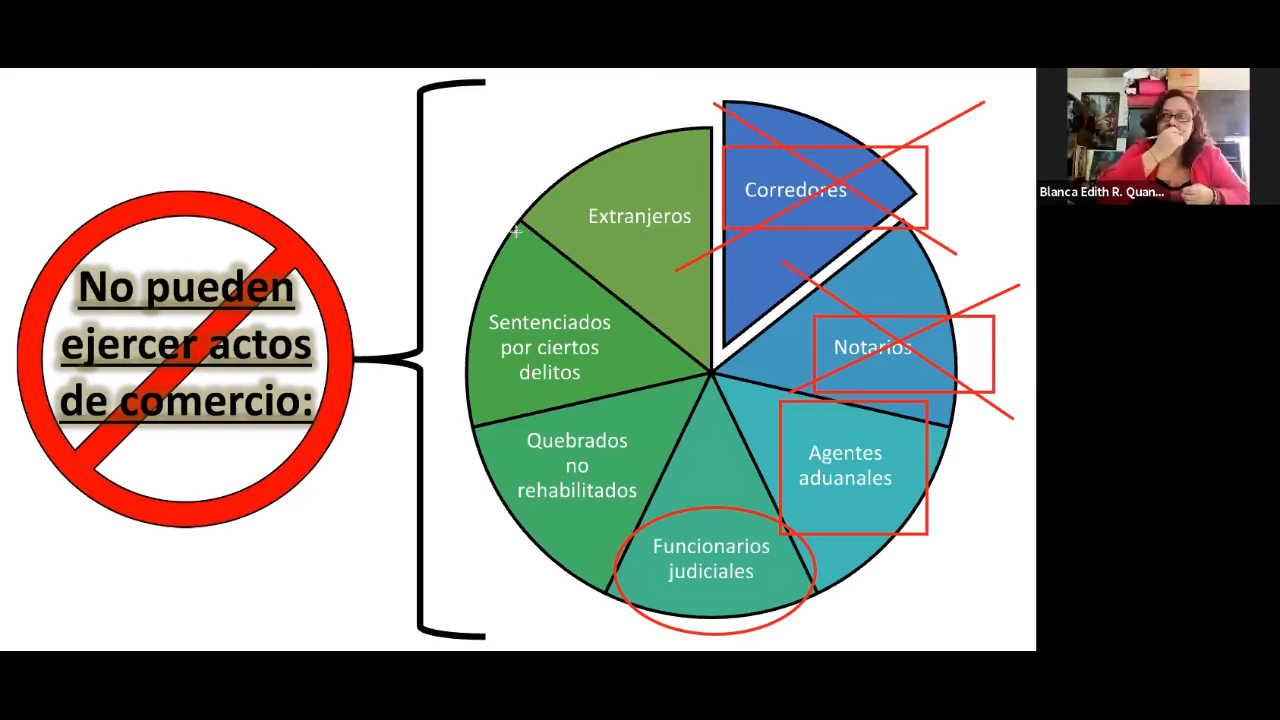 No pueden
ejercer actos
de comercio:
Corredores
Notarios
Agentes
aduanales
Funcionarios
judiciales
Quebrados
no
rehabilitados
Sentenciados
por ciertos
delitos
Extranjeros
Blanca Edith R. Quan...